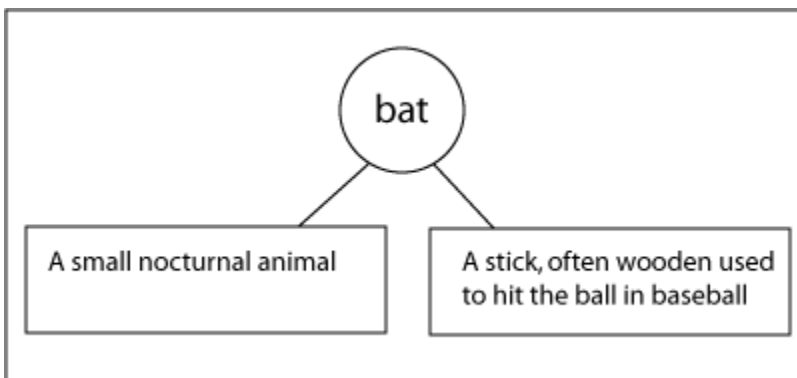 bat
A small nocturnal animal
A stick, often wooden used
to hit the ball in baseball